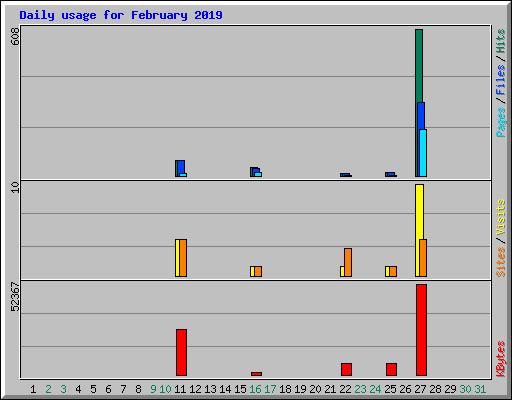 Daily usage for February 2019
608
Pages / Files / Hits
10
Sites / Visits
52367
KBytes
1 2 3 4 5 6 7 8 9 10 11 12 13 14 15 16 17 18 19 20 21 22 23 24 25 26 27 28 29 30 31